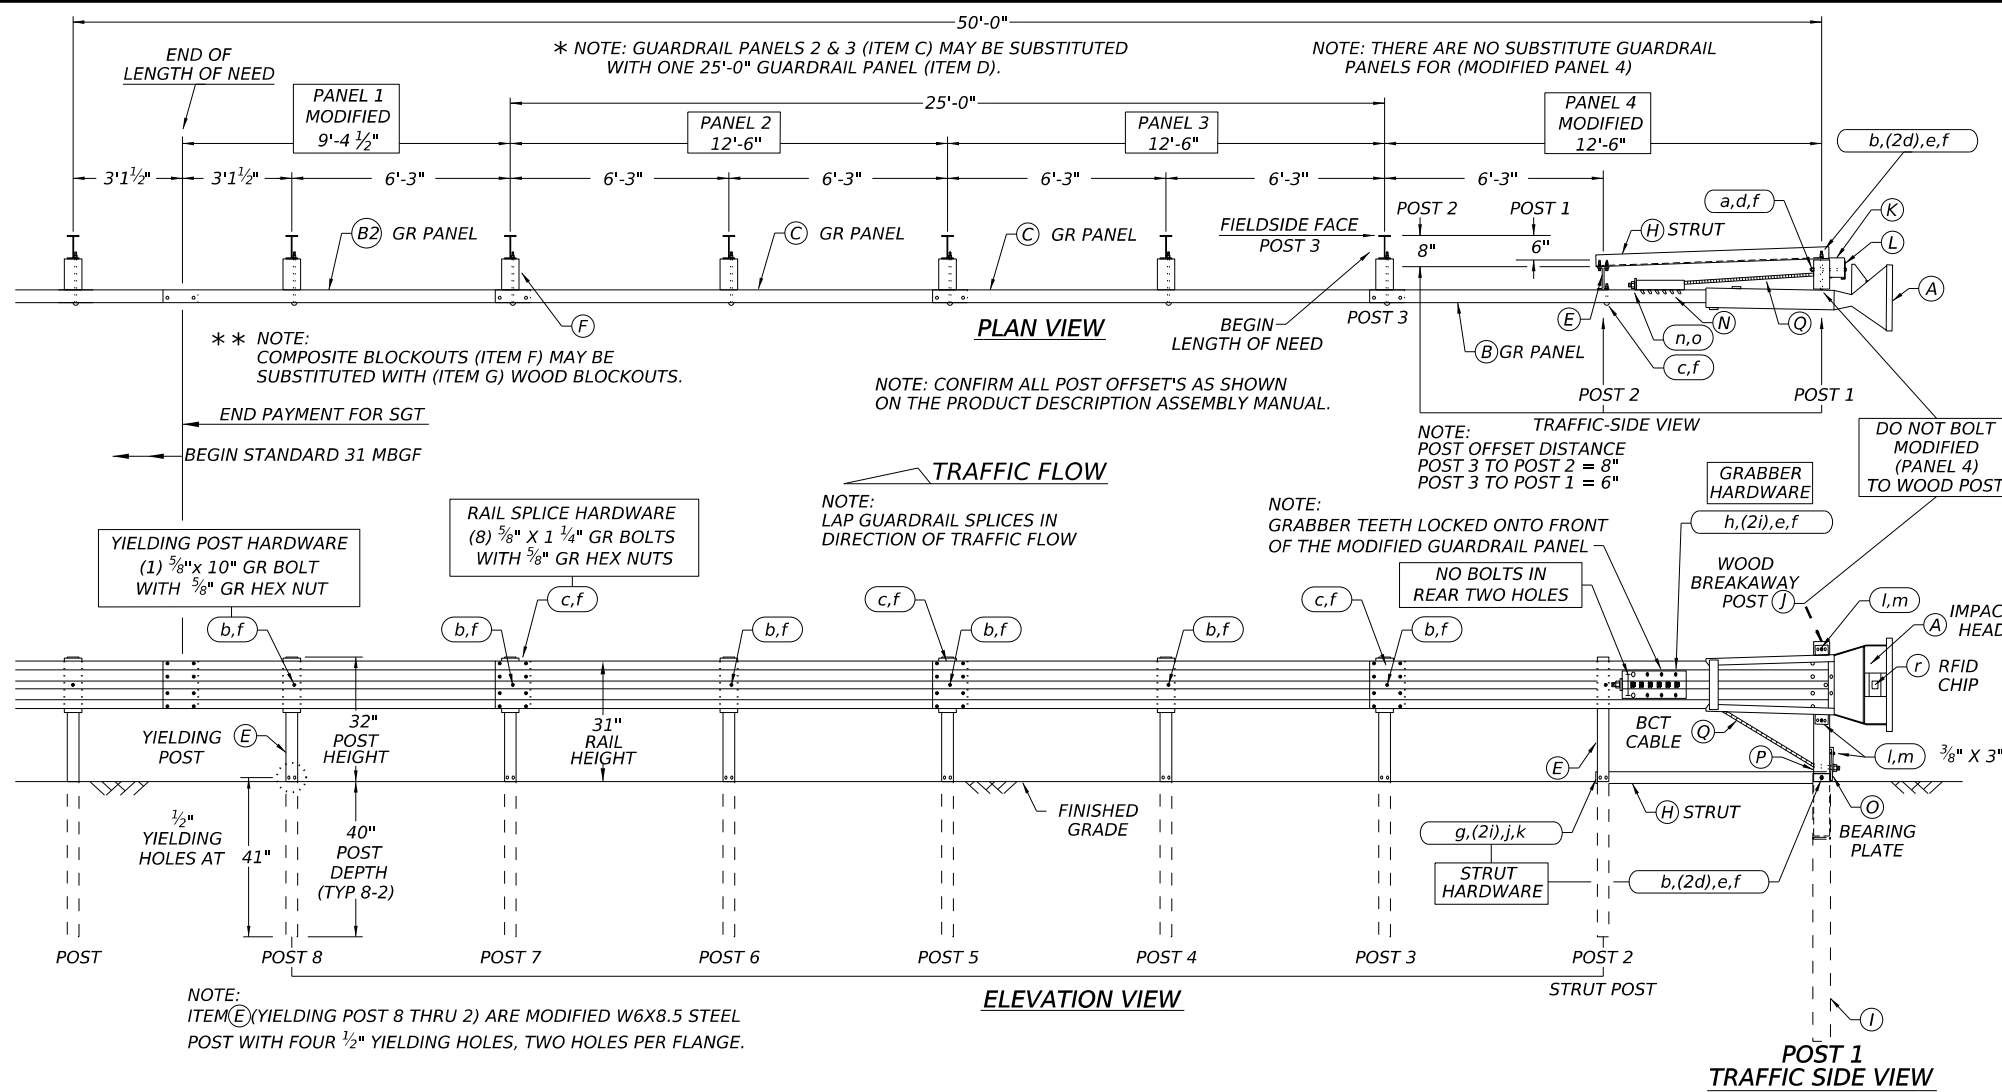 50'-0"
END OF
LENGTH OF NEED
* NOTE: GUARDRAIL PANELS 2 & 3 (ITEM C) MAY BE SUBSTITUTED
WITH ONE 25'-0" GUARDRAIL PANEL (ITEM D).
NOTE: THERE ARE NO SUBSTITUTE GUARDRAIL
PANELS FOR (MODIFIED PANEL 4)
25'-0"
PANEL 1
MODIFIED
9'-4 ½"
PANEL 2
12'-6"
PANEL 3
12'-6"
PANEL 4
MODIFIED
12'-6"
b,(2d),e,f
3'1½" 3'1½" 6'-3" 6'-3" 6'-3" 6'-3" 6'-3" 6'-3"
POST 2 POST 1
a,d,f
K
B2 GR PANEL
C GR PANEL
C GR PANEL
FIELDSIDE FACE
POST 3
8"
6"
H STRUT
L
A
F
PLAN VIEW
BEGIN
LENGTH OF NEED
POST 3
E
N
Q
n,o
B GR PANEL
c,f
* * NOTE:
COMPOSITE BLOCKOUTS (ITEM F) MAY BE
SUBSTITUTED WITH (ITEM G) WOOD BLOCKOUTS.
NOTE: CONFIRM ALL POST OFFSET'S AS SHOWN
ON THE PRODUCT DESCRIPTION ASSEMBLY MANUAL.
POST 2 POST 1
END PAYMENT FOR SGT
TRAFFIC-SIDE VIEW
BEGIN STANDARD 31 MBGF
NOTE:
POST OFFSET DISTANCE
POST 3 TO POST 2 = 8"
POST 3 TO POST 1 = 6"
DO NOT BOLT
MODIFIED
(PANEL 4)
TO WOOD POST
TRAFFIC FLOW
NOTE:
LAP GUARDRAIL SPLICES IN
DIRECTION OF TRAFFIC FLOW
GRABBER
HARDWARE
h,(2i),e,f
NOTE:
GRABBER TEETH LOCKED ONTO FRONT
OF THE MODIFIED GUARDRAIL PANEL
RAIL SPLICE HARDWARE
(8) ⅝" X 1 ¼" GR BOLTS
WITH ⅝" GR HEX NUTS
YIELDING POST HARDWARE
(1) ⅝"x 10" GR BOLT
WITH ⅝" GR HEX NUT
NO BOLTS IN
REAR TWO HOLES
WOOD
BREAKAWAY
POST J
c,f c,f c,f
l,m
b,f b,f b,f b,f b,f b,f
A IMPAC
HEAD
r RFID
CHIP
YIELDING
POST
E
32"
POST
HEIGHT
31"
RAIL
HEIGHT
BCT
CABLE
Q
E
P
l,m ⅜" X 3"
½"
YIELDING
HOLES AT
41"
40"
POST
DEPTH
(TYP 8-2)
FINISHED
GRADE
H STRUT
O
BEARING
PLATE
g,(2i),j,k
STRUT
HARDWARE
b,(2d),e,f
POST POST 8 POST 7 POST 6 POST 5 POST 4 POST 3 POST 2
STRUT POST
ELEVATION VIEW
NOTE:
ITEM E (YIELDING POST 8 THRU 2) ARE MODIFIED W6X8.5 STEEL
POST WITH FOUR ½" YIELDING HOLES, TWO HOLES PER FLANGE.
I
POST 1
TRAFFIC SIDE VIEW